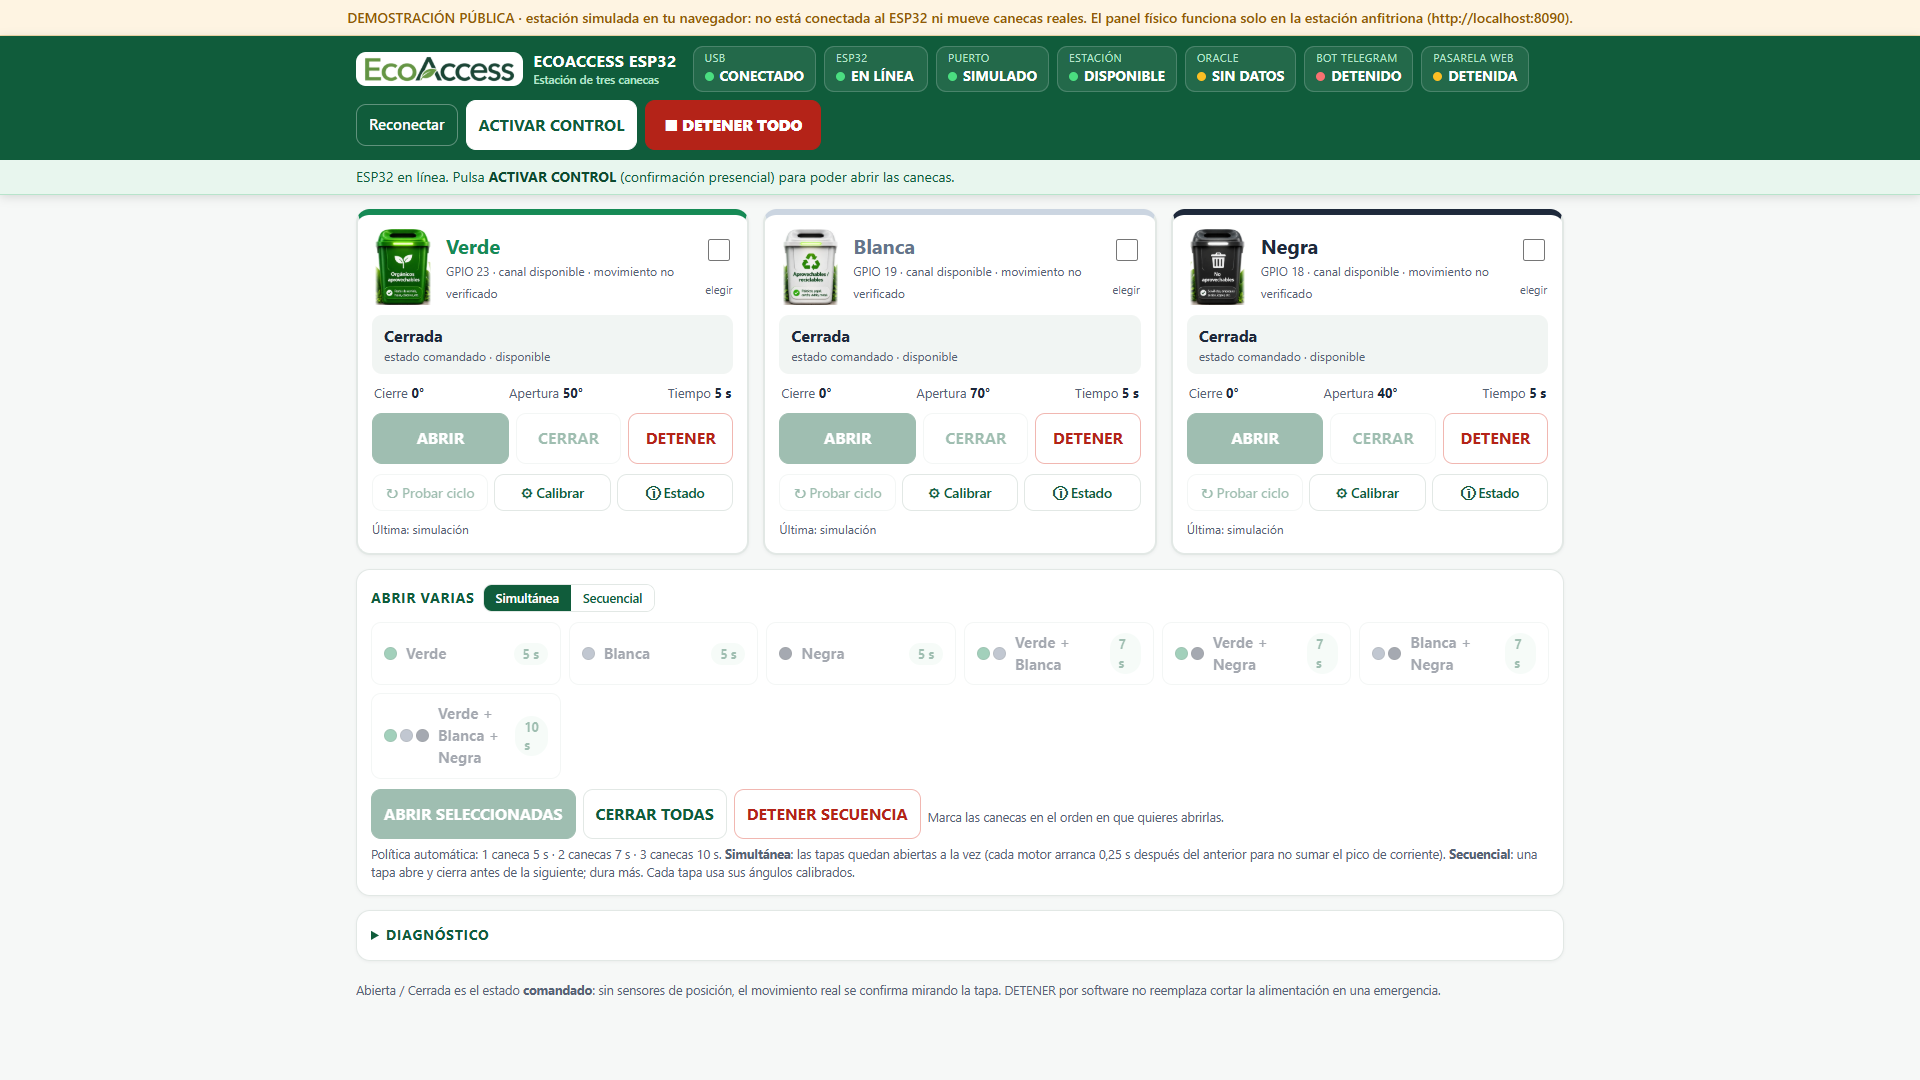 DEMOSTRACIÓN PÚBLICA · estación simulada en tu navegador: no está conectada al ESP32 ni mueve canecas reales. El panel físico funciona solo en la estación anfitriona (http://localhost:8090).
EcoAccess
ECOACCESS ESP32
Estación de tres canecas
USB
CONECTADO
ESP32
EN LÍNEA
PUERTO
SIMULADO
ESTACIÓN
DISPONIBLE
ORACLE
SIN DATOS
BOT TELEGRAM
DETENIDO
PASARELA WEB
DETENIDA
Reconectar
ACTIVAR CONTROL
■ DETENER TODO
ESP32 en línea. Pulsa ACTIVAR CONTROL (confirmación presencial) para poder abrir las canecas.
Orgánicos
aprovechables
Verde
GPIO 23 · canal disponible · movimiento no
verificado
elegir
Cerrada
estado comandado · disponible
Cierre 0°
Apertura 50°
Tiempo 5 s
ABRIR
CERRAR
DETENER
↻ Probar ciclo
⚙ Calibrar
ⓘ Estado
Última: simulación
Aprovechables /
reciclables
Blanca
GPIO 19 · canal disponible · movimiento no
verificado
elegir
Cerrada
estado comandado · disponible
Cierre 0°
Apertura 70°
Tiempo 5 s
ABRIR
CERRAR
DETENER
↻ Probar ciclo
⚙ Calibrar
ⓘ Estado
Última: simulación
No
aprovechables
Negra
GPIO 18 · canal disponible · movimiento no
verificado
elegir
Cerrada
estado comandado · disponible
Cierre 0°
Apertura 40°
Tiempo 5 s
ABRIR
CERRAR
DETENER
↻ Probar ciclo
⚙ Calibrar
ⓘ Estado
Última: simulación
ABRIR VARIAS
Simultánea
Secuencial
Verde
5 s
Blanca
5 s
Negra
5 s
Verde +
Blanca
7
s
Verde +
Negra
7
s
Blanca +
Negra
7
s
Verde +
Blanca +
Negra
10
s
ABRIR SELECCIONADAS
CERRAR TODAS
DETENER SECUENCIA
Marca las canecas en el orden en que quieres abrirlas.
Política automática: 1 caneca 5 s · 2 canecas 7 s · 3 canecas 10 s. Simultánea: las tapas quedan abiertas a la vez (cada motor arranca 0,25 s después del anterior para no sumar el pico de corriente). Secuencial: una
tapa abre y cierra antes de la siguiente; dura más. Cada tapa usa sus ángulos calibrados.
▶ DIAGNÓSTICO
Abierta / Cerrada es el estado comandado: sin sensores de posición, el movimiento real se confirma mirando la tapa. DETENER por software no reemplaza cortar la alimentación en una emergencia.